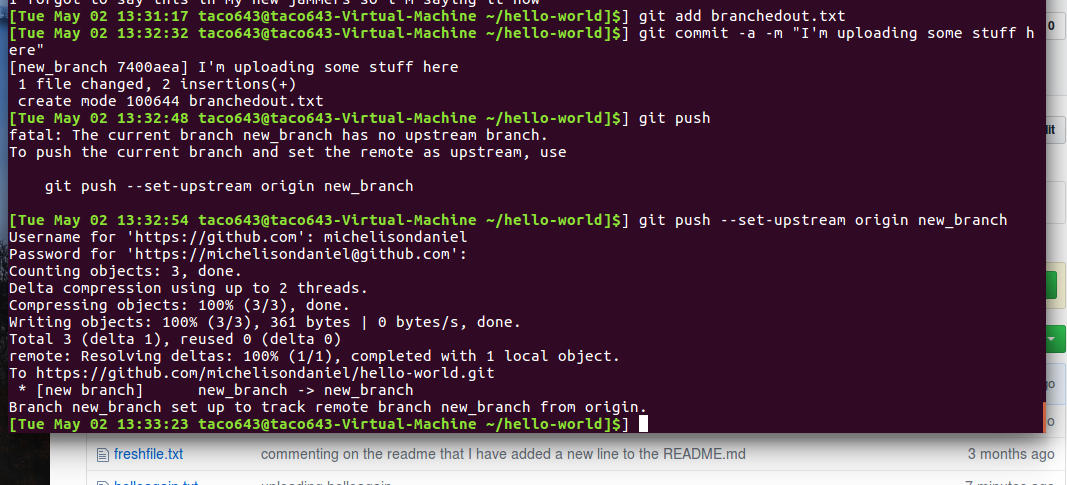 I forgot to say this in my new jammers so I'm saying it now
[Tue May 02 13:31:17 taco643@taco643-Virtual-Machine ~/hello-world]$] git add branchedout.txt
[Tue May 02 13:32:32 taco643@taco643-Virtual-Machine ~/hello-world]$] git commit -a -m "I'm uploading some stuff h
ere"
[new_branch 7400aea] I'm uploading some stuff here
 1 file changed, 2 insertions(+)
 create mode 100644 branchedout.txt
[Tue May 02 13:32:48 taco643@taco643-Virtual-Machine ~/hello-world]$] git push
fatal: The current branch new_branch has no upstream branch.
To push the current branch and set the remote as upstream, use
    git push --set-upstream origin new_branch
[Tue May 02 13:32:54 taco643@taco643-Virtual-Machine ~/hello-world]$] git push --set-upstream origin new_branch
Username for 'https://github.com': michelisondaniel
Password for 'https://michelisondaniel@github.com':
Counting objects: 3, done.
Delta compression using up to 2 threads.
Compressing objects: 100% (3/3), done.
Writing objects: 100% (3/3), 361 bytes | 0 bytes/s, done.
Total 3 (delta 1), reused 0 (delta 0)
remote: Resolving deltas: 100% (1/1), completed with 1 local object.
To https://github.com/michelisondaniel/hello-world.git
 * [new branch]      new_branch -> new_branch
Branch new_branch set up to track remote branch new_branch from origin.
[Tue May 02 13:33:23 taco643@taco643-Virtual-Machine ~/hello-world]$]
0
go
freshfile.txt commenting on the readme that I have added a new line to the README.md 3 months ago
helloagain.txt uploading helloagain 7 minutes ago